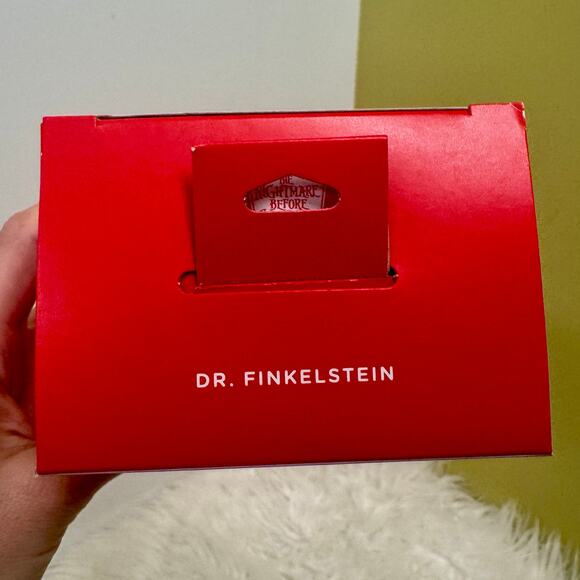 THE
NIGHTMARE
BEFORE
DR. FINKELSTEIN